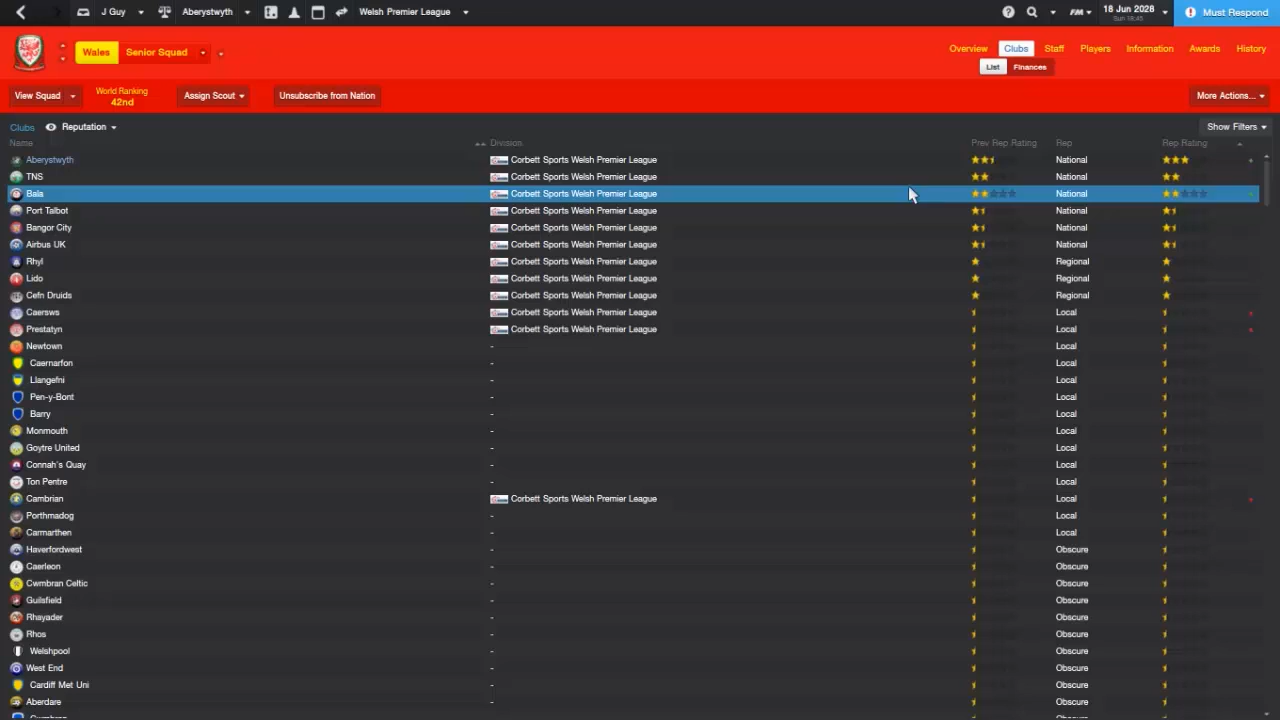 J Guy Aberystwyth Welsh Premier League FM 18 Jun 2028 Sun 18:45 Must Respond
Wales Senior Squad Overview Clubs Staff Players Information Awards History
List Finances
View Squad World Ranking 42nd Assign Scout Unsubscribe from Nation More Actions...
Clubs Reputation Show Filters
Name Division Prev Rep Rating Rep Rep Rating
Aberystwyth Corbett Sports Welsh Premier League National
TNS Corbett Sports Welsh Premier League National
Bala Corbett Sports Welsh Premier League National
Port Talbot Corbett Sports Welsh Premier League National
Bangor City Corbett Sports Welsh Premier League National
Airbus UK Corbett Sports Welsh Premier League National
Rhyl Corbett Sports Welsh Premier League Regional
Lido Corbett Sports Welsh Premier League Regional
Cefn Druids Corbett Sports Welsh Premier League Regional
Caersws Corbett Sports Welsh Premier League Local
Prestatyn Corbett Sports Welsh Premier League Local
Newtown - Local
Caernarfon - Local
Llangefni - Local
Pen-y-Bont - Local
Barry - Local
Monmouth - Local
Goytre United - Local
Connah's Quay - Local
Ton Pentre - Local
Cambrian Corbett Sports Welsh Premier League Local
Porthmadog - Local
Carmarthen - Local
Haverfordwest - Obscure
Caerleon - Obscure
Cwmbran Celtic - Obscure
Guilsfield - Obscure
Rhayader - Obscure
Rhos - Obscure
Welshpool - Obscure
West End - Obscure
Cardiff Met Uni - Obscure
Aberdare - Obscure